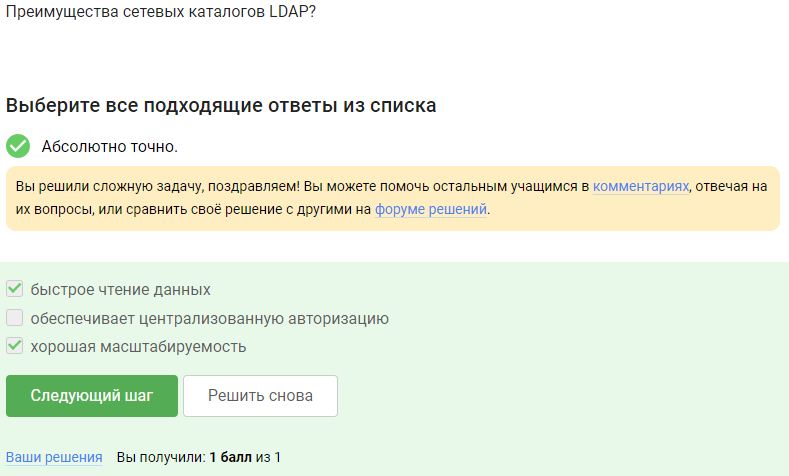 Преимущества сетевых каталогов LDAP?
Выберите все подходящие ответы из списка
Абсолютно точно.
Вы решили сложную задачу, поздравляем! Вы можете помочь остальным учащимся в комментариях, отвечая на
их вопросы, или сравнить своё решение с другими на форуме решений.
быстрое чтение данных
обеспечивает централизованную авторизацию
хорошая масштабируемость
Следующий шаг Решить снова
Ваши решения Вы получили: 1 балл из 1